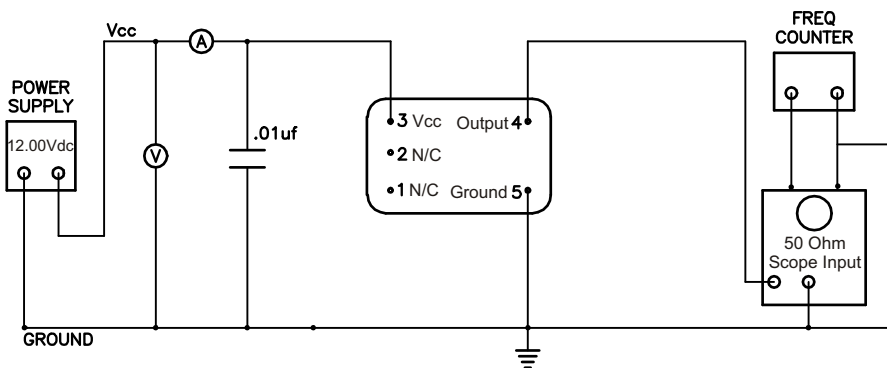 Vcc
A
FREQ
COUNTER
POWER
SUPPLY
12.00Vdc
V
.01uf
3 Vcc
Output 4
2 N/C
1 N/C
Ground 5
50 Ohm
Scope Input
GROUND